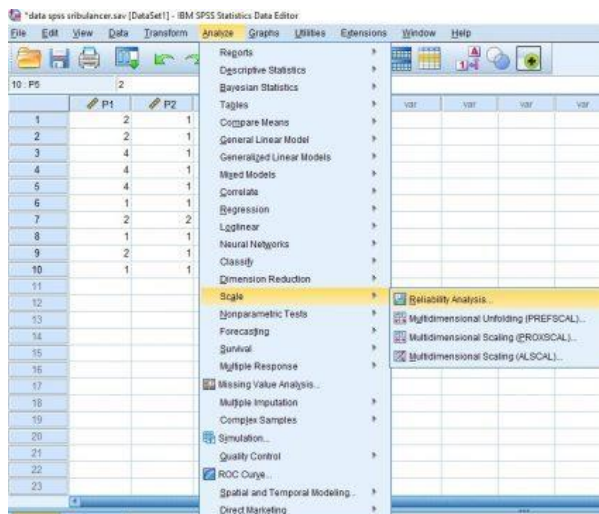 *data spss sribulancer.sav [DataSet1] - IBM SPSS Statistics Data Editor
File Edit View Data Transform Analyze Graphs Utilities Extensions Window Help
10 : P5 2
P1 P2 var var var var
1 2 1
2 2 1
3 4 1
4 4 1
5 4 1
6 1 1
7 2 2
8 1 1
9 2 1
10 1 1
11
12
13
14
15
16
17
18
19
20
21
22
23
Reports
Descriptive Statistics
Bayesian Statistics
Tables
Compare Means
General Linear Model
Generalized Linear Models
Mixed Models
Correlate
Regression
Loglinear
Neural Networks
Classify
Dimension Reduction
Scale
Nonparametric Tests
Forecasting
Survival
Multiple Response
Missing Value Analysis...
Multiple Imputation
Complex Samples
Simulation...
Quality Control
ROC Curve...
Spatial and Temporal Modeling...
Direct Marketing
Reliability Analysis...
Multidimensional Unfolding (PREFSCAL)...
Multidimensional Scaling (PROXSCAL)...
Multidimensional Scaling (ALSCAL)...